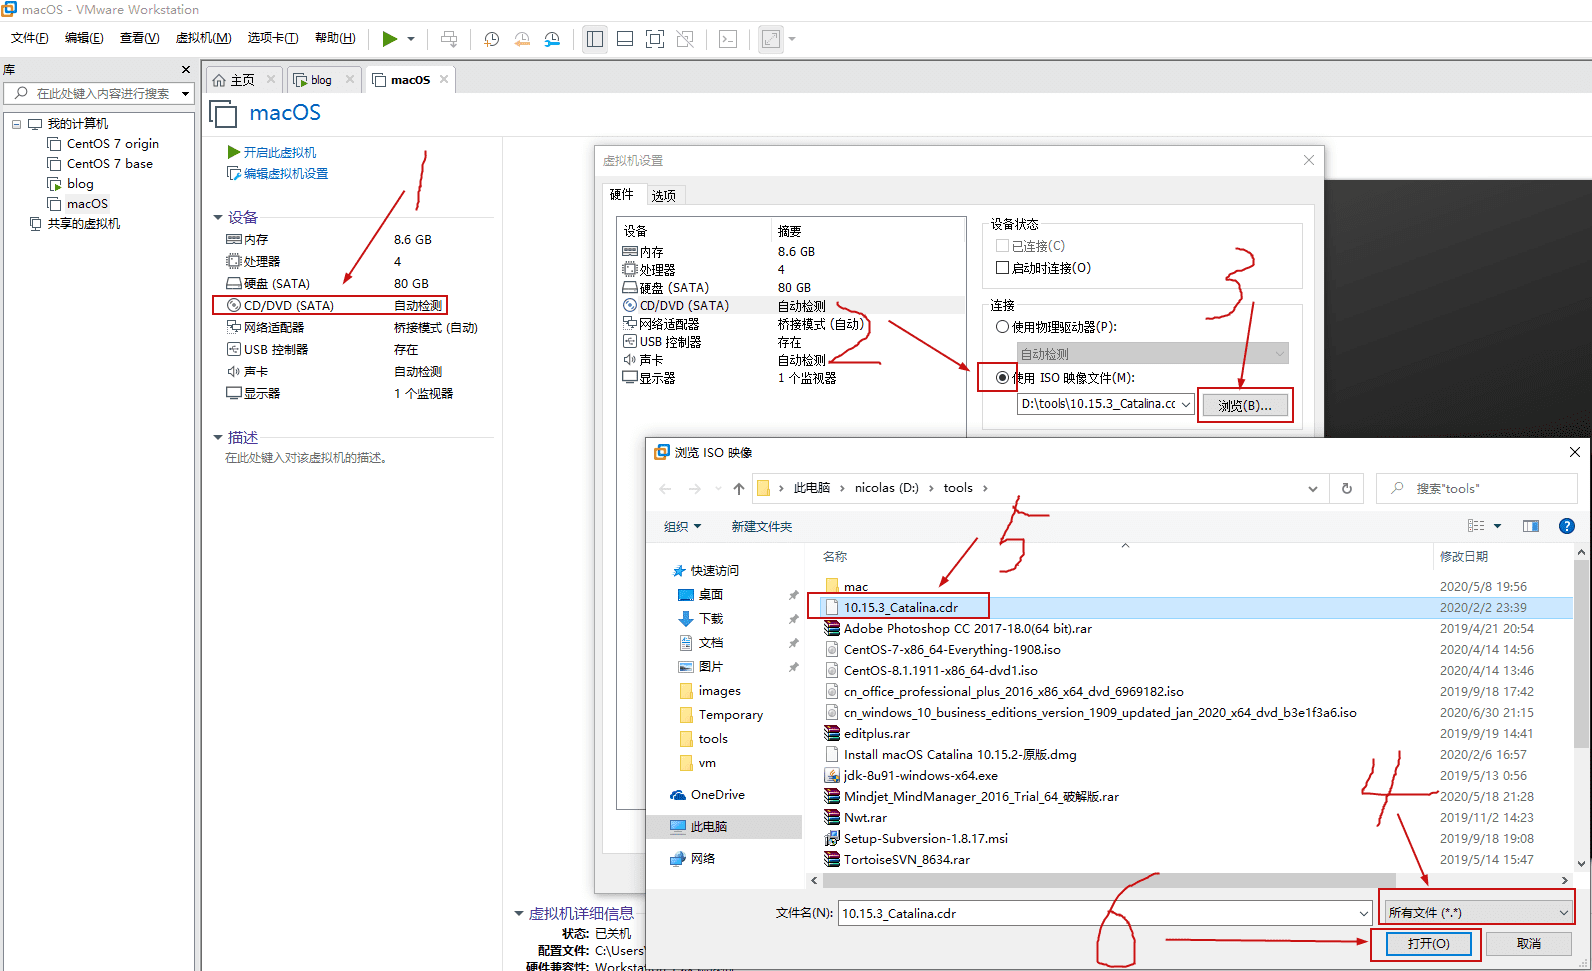 macOS - VMware Workstation
文件(F) 编辑(E) 查看(V) 虚拟机(M) 选项卡(T) 帮助(H)
库
在此处键入内容进行搜索
我的计算机
CentOS 7 origin
CentOS 7 base
blog
macOS
共享的虚拟机
主页 blog macOS
macOS
开启此虚拟机
编辑虚拟机设置
1
设备
内存 8.6 GB
处理器 4
硬盘 (SATA) 80 GB
CD/DVD (SATA) 自动检测
网络适配器 桥接模式 (自动)
USB 控制器 存在
声卡 自动检测
显示器 1 个监视器
描述
在此处键入对该虚拟机的描述。
虚拟机详细信息
状态: 已关机
配置文件: C:\Users\
硬件兼容性: Workstation
虚拟机设置
硬件 选项
设备 摘要
内存 8.6 GB
处理器 4
硬盘 (SATA) 80 GB
CD/DVD (SATA) 自动检测
网络适配器 桥接模式 (自动)
USB 控制器 存在
声卡 自动检测
显示器 1 个监视器
2
设备状态
已连接(C)
启动时连接(O)
3
连接
使用物理驱动器(P):
自动检测
使用 ISO 映像文件(M):
D:\tools\10.15.3_Catalina.cc
浏览(B)...
浏览 ISO 映像
此电脑 nicolas (D:) tools
搜索"tools"
组织 新建文件夹
5
快速访问
桌面
下载
文档
图片
images
Temporary
tools
vm
OneDrive
此电脑
网络
名称 修改日期
mac 2020/5/8 19:56
10.15.3_Catalina.cdr 2020/2/2 23:39
Adobe Photoshop CC 2017-18.0(64 bit).rar 2019/4/21 20:54
CentOS-7-x86_64-Everything-1908.iso 2020/4/14 14:56
CentOS-8.1.1911-x86_64-dvd1.iso 2020/4/14 13:46
cn_office_professional_plus_2016_x86_x64_dvd_6969182.iso 2019/9/18 17:42
cn_windows_10_business_editions_version_1909_updated_jan_2020_x64_dvd_b3e1f3a6.iso 2020/6/30 21:15
editplus.rar 2019/9/19 14:41
Install macOS Catalina 10.15.2-原版.dmg 2020/2/6 16:57
jdk-8u91-windows-x64.exe 2019/5/13 0:56
Mindjet_MindManager_2016_Trial_64_破解版.rar 2020/5/18 21:28
Nwt.rar 2019/11/2 14:23
Setup-Subversion-1.8.17.msi 2019/9/18 19:08
TortoiseSVN_8634.rar 2019/5/14 15:47
4
文件名(N): 10.15.3_Catalina.cdr 所有文件 (*.*)
6
打开(O) 取消